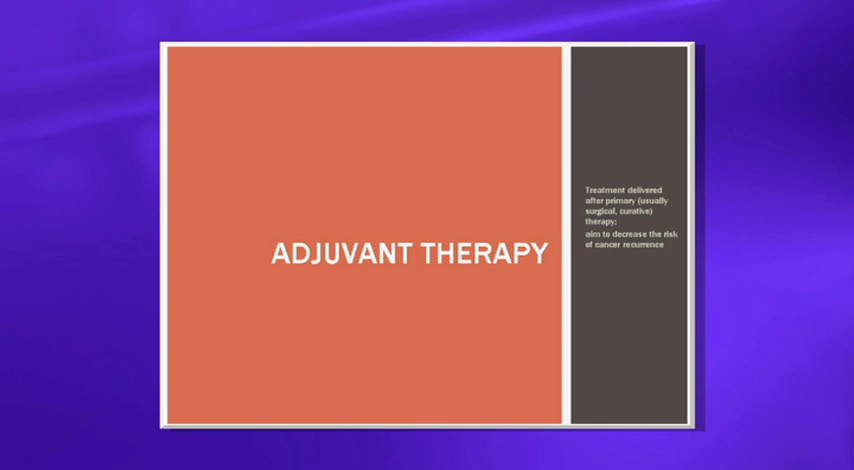 ADJUVANT THERAPY
Treatment delivered
after primary (usually
surgical, curative)
therapy;
aim to decrease the risk
of cancer recurrence